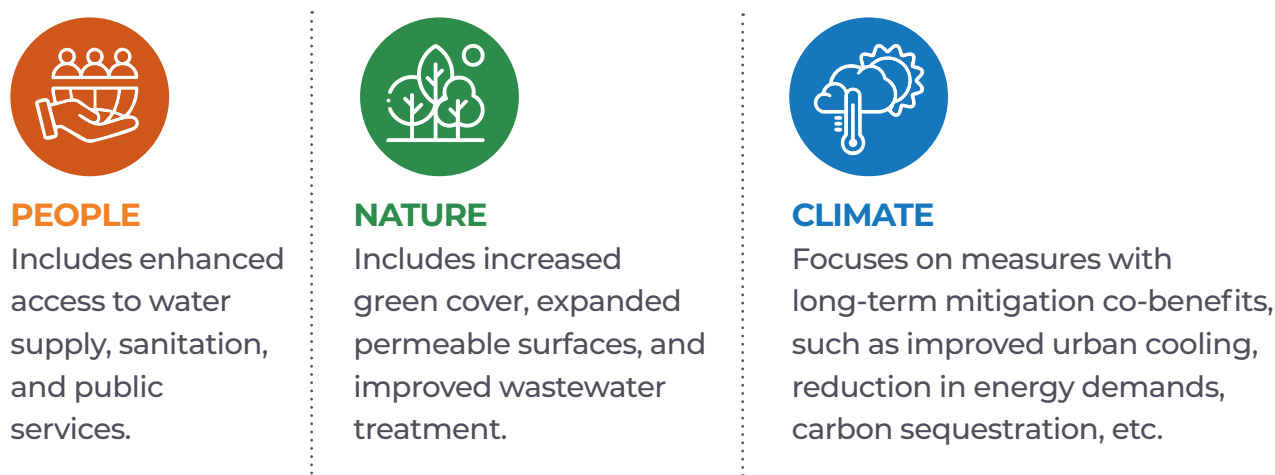 PEOPLE
Includes enhanced
access to water
supply, sanitation,
and public
services.
NATURE
Includes increased
green cover, expanded
permeable surfaces, and
improved wastewater
treatment.
CLIMATE
Focuses on measures with
long-term mitigation co-benefits,
such as improved urban cooling,
reduction in energy demands,
carbon sequestration, etc.